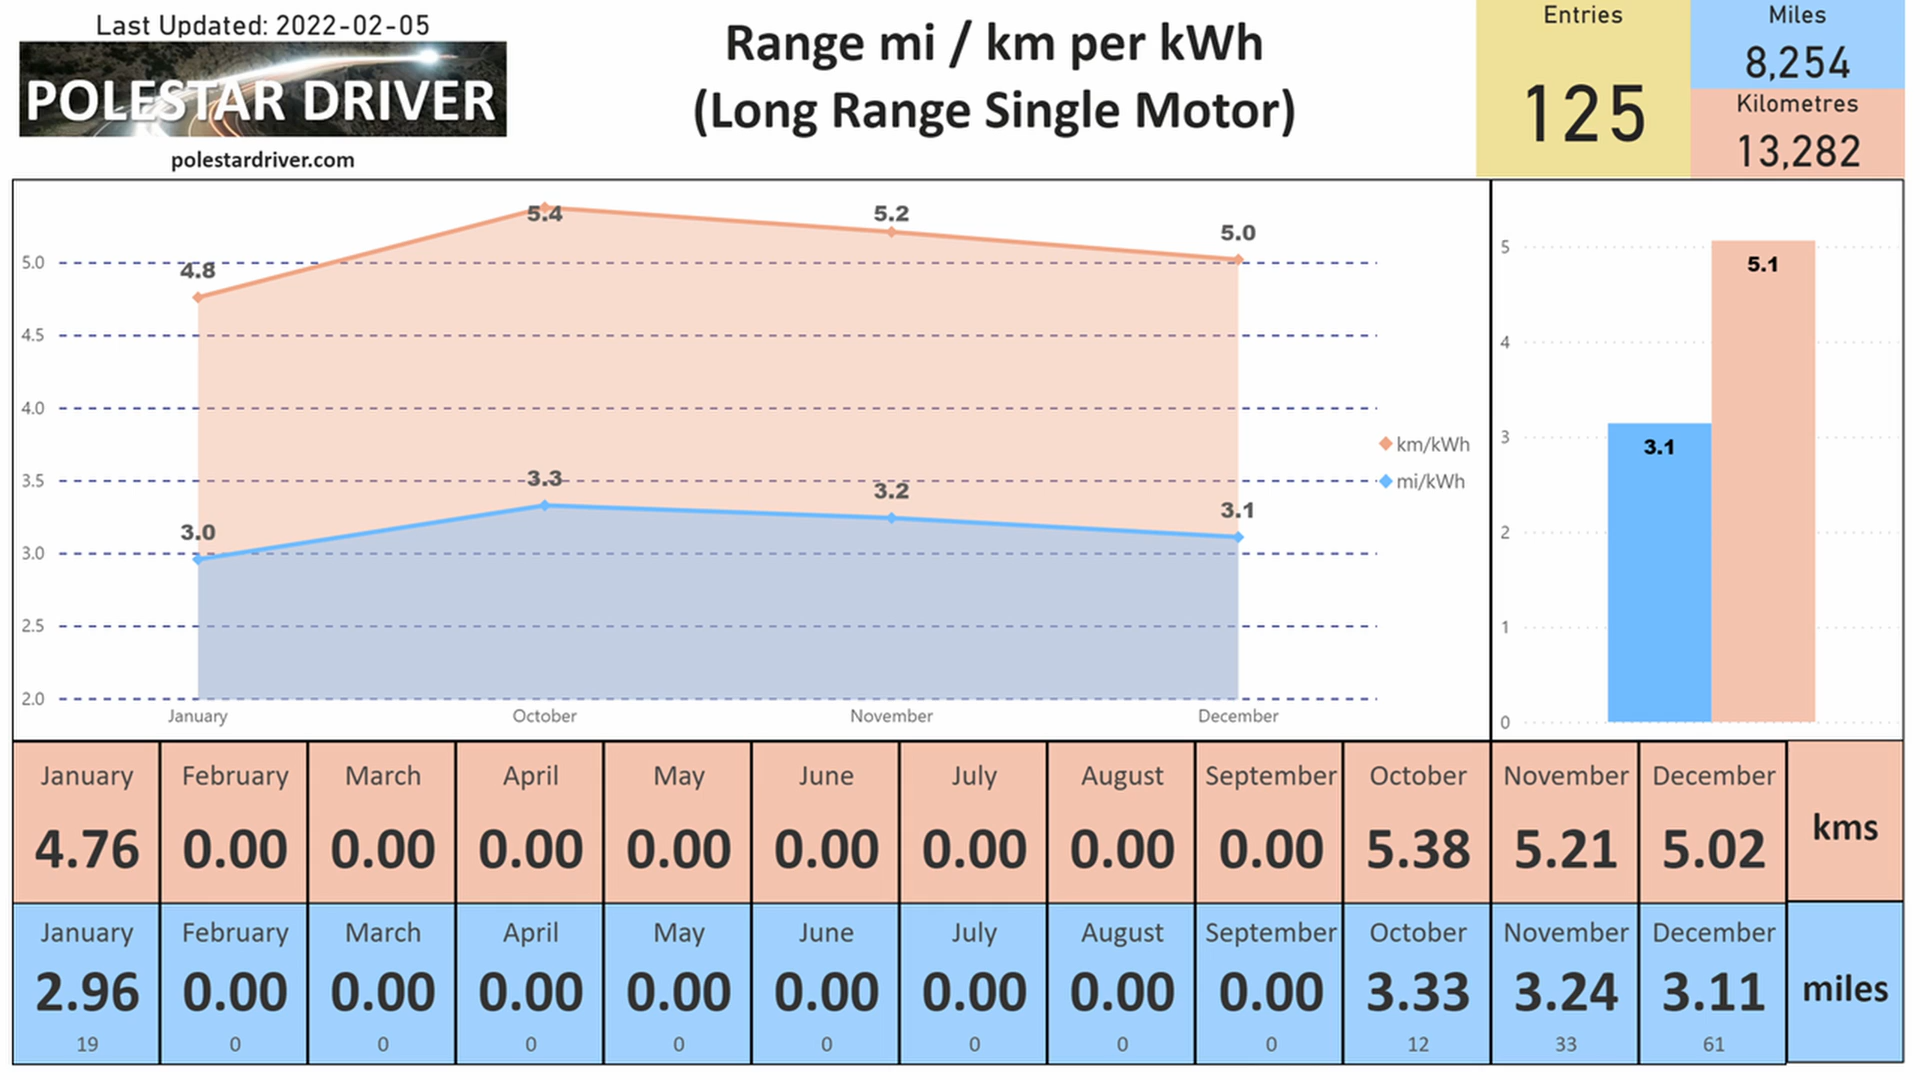 Last Updated: 2022-02-05
POLESTAR DRIVER
polestardriver.com
Range mi / km per kWh
(Long Range Single Motor)
Entries
125
Miles
8,254
Kilometres
13,282
5.0
4.5
4.0
3.5
3.0
2.5
2.0
4.8
5.4
5.2
5.0
3.0
3.3
3.2
3.1
January October November December
km/kWh
mi/kWh
5
4
3
2
1
0
3.1
5.1
January February March April May June July August September October November December
4.76 0.00 0.00 0.00 0.00 0.00 0.00 0.00 0.00 5.38 5.21 5.02
kms
January February March April May June July August September October November December
2.96 0.00 0.00 0.00 0.00 0.00 0.00 0.00 0.00 3.33 3.24 3.11
miles
19 0 0 0 0 0 0 0 0 12 33 61